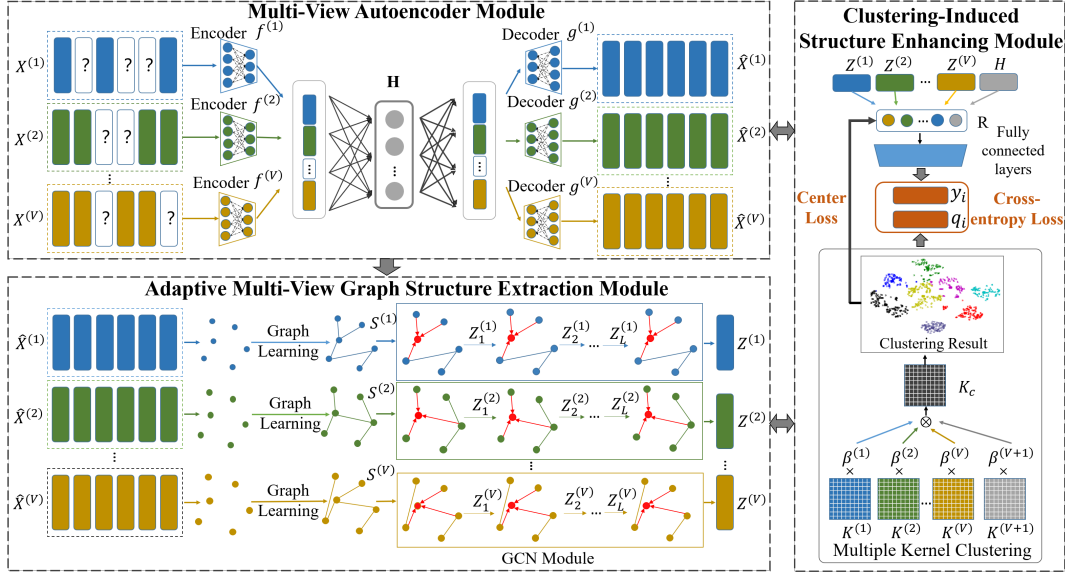 Multi-View Autoencoder Module
Encoder f^{(1)}
Decoder g^{(1)}
X^{(1)}
? ? ?
H
X̂^{(1)}
Encoder f^{(2)}
Decoder g^{(2)}
X^{(2)}
? ?
...
X̂^{(2)}
⋮
⋮
Encoder f^{(V)}
Decoder g^{(V)}
X^{(V)}
? ?
...
...
...
X̂^{(V)}
Adaptive Multi-View Graph Structure Extraction Module
X̂^{(1)}
Graph
Learning
S^{(1)}
Z_1^{(1)}
Z_2^{(1)} ... Z_L^{(1)}
Z^{(1)}
X̂^{(2)}
Graph
Learning
S^{(2)}
Z_1^{(2)}
Z_2^{(2)} ... Z_L^{(2)}
Z^{(2)}
...
...
...
X̂^{(V)}
Graph
Learning
S^{(V)}
Z_1^{(V)}
Z_2^{(V)} ... Z_L^{(V)}
Z^{(V)}
GCN Module
Clustering-Induced
Structure Enhancing Module
Z^{(1)} Z^{(2)} ... Z^{(V)} H
... R
Fully
connected
layers
Center
Loss
y_i
q_i
Cross-
entropy Loss
Clustering Result
K_c
⊗
β^{(1)} β^{(2)} β^{(V)} β^{(V+1)}
× × × ×
...
K^{(1)} K^{(2)} K^{(V)} K^{(V+1)}
Multiple Kernel Clustering